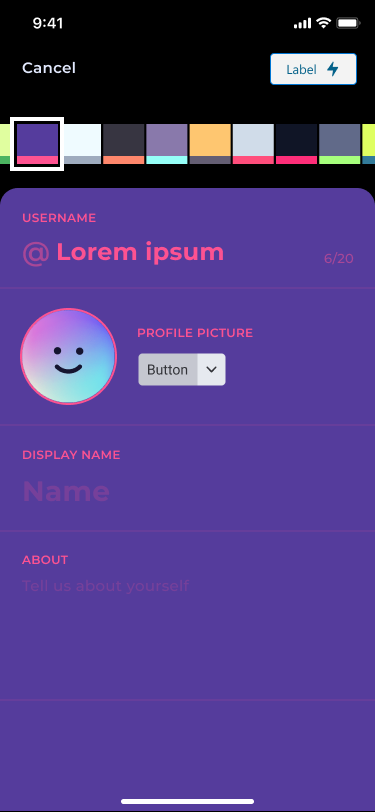 9:41
Cancel
Label
USERNAME
@ Lorem ipsum
6/20
PROFILE PICTURE
Button
DISPLAY NAME
Name
ABOUT
Tell us about yourself